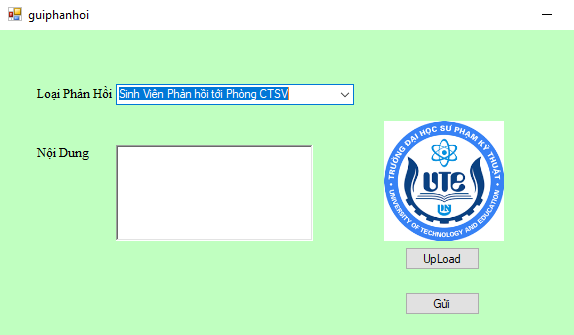 guiphanhoi
Loại Phản Hồi
Sinh Viên Phản hồi tới Phòng CTSV
Nội Dung
TRƯỜNG ĐẠI HỌC SƯ PHẠM KỸ THUẬT
UTE
UNIVERSITY OF TECHNOLOGY AND EDUCATION
UpLoad
Gửi